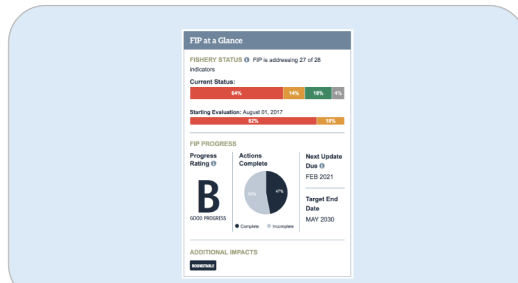 FIP at a Glance
FISHERY STATUS FIP is addressing 27 of 28
indicators
Current Status:
64% 14% 18% 4%
Starting Evaluation: August 01, 2017
82% 18%
FIP PROGRESS
Progress
Rating
B
GOOD PROGRESS
Actions
Complete
53% 47%
Complete Incomplete
Next Update
Due
FEB 2021
Target End
Date
MAY 2030
ADDITIONAL IMPACTS
ROUNDTABLE